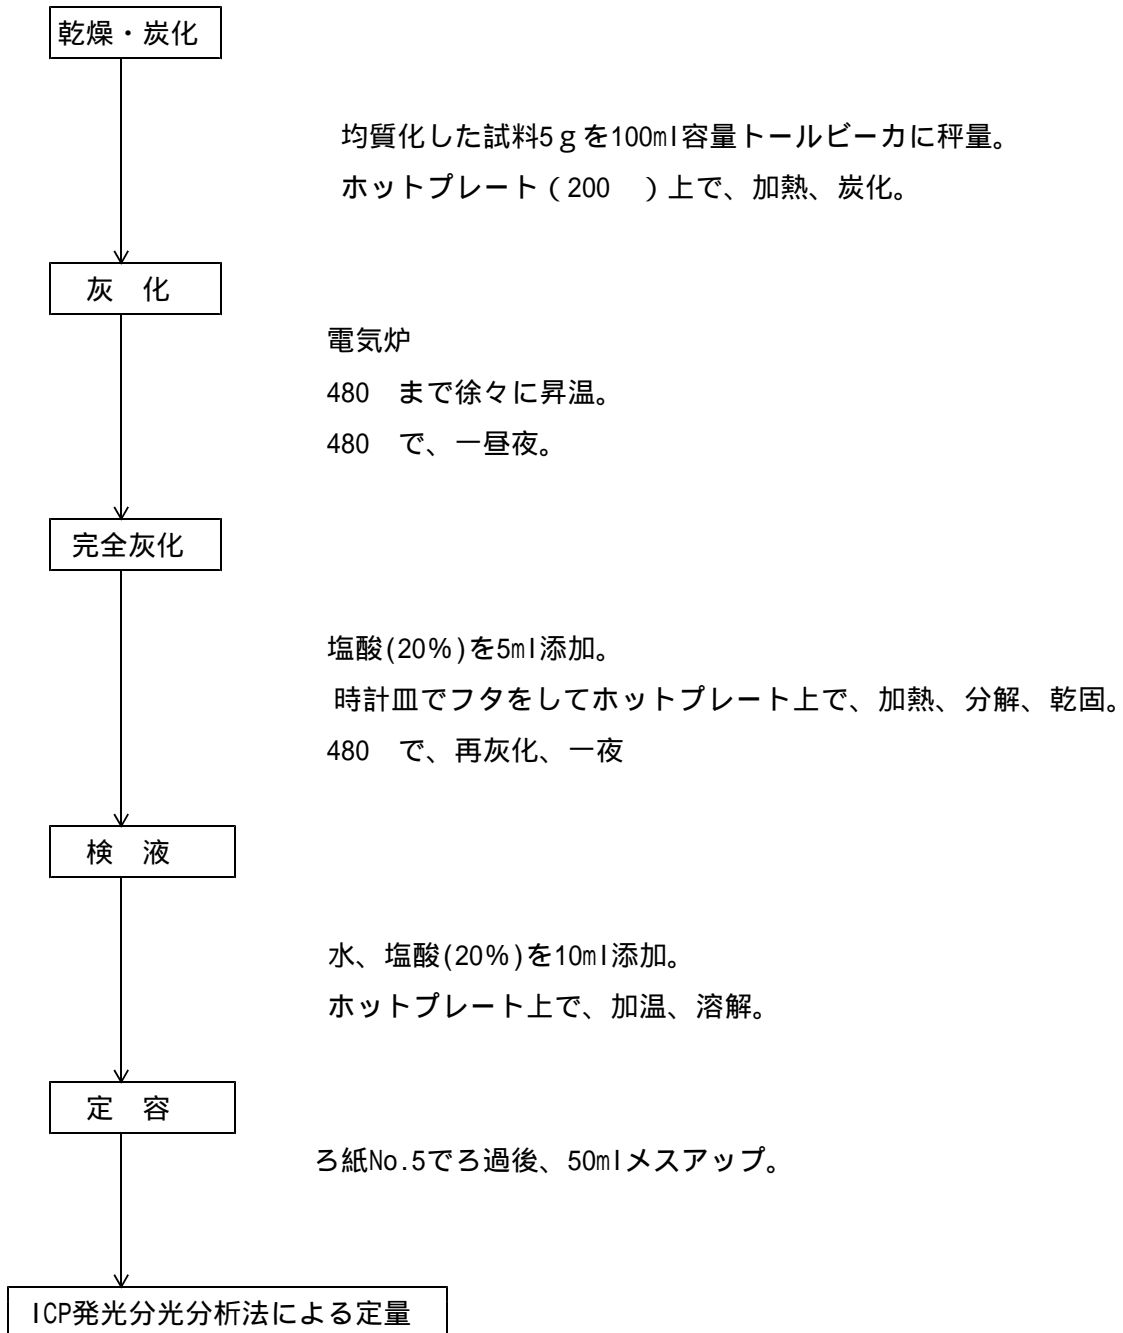 乾燥・炭化
均質化した試料5ｇを100ml容量トールビーカに秤量。
ホットプレート（200　）上で、加熱、炭化。
灰　化
電気炉
480　まで徐々に昇温。
480　で、一昼夜。
完全灰化
塩酸(20%)を5ml添加。
時計皿でフタをしてホットプレート上で、加熱、分解、乾固。
480　で、再灰化、一夜
検　液
水、塩酸(20%)を10ml添加。
ホットプレート上で、加温、溶解。
定　容
ろ紙No.5でろ過後、50mlメスアップ。
ICP発光分光分析法による定量